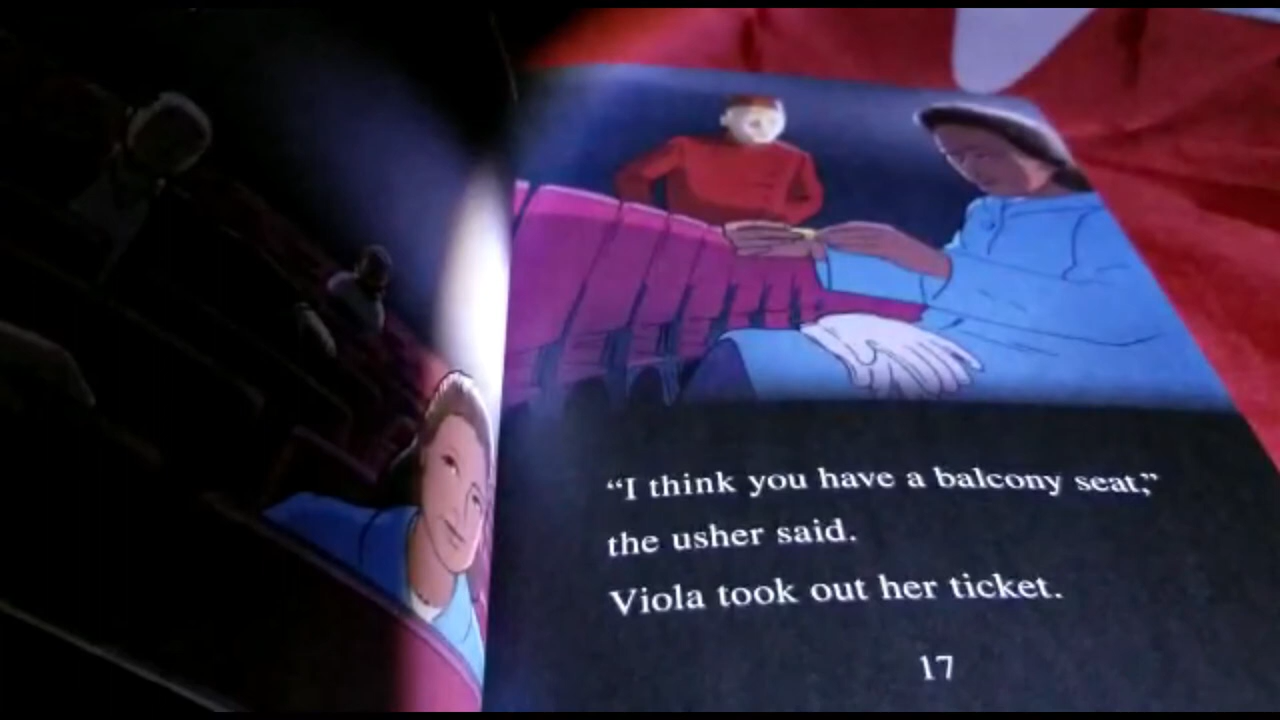 “I think you have a balcony seat,”
the usher said.
Viola took out her ticket.
17